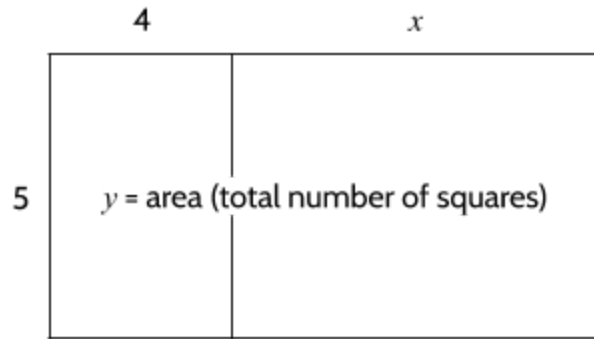 4 x
5 y = area (total number of squares)